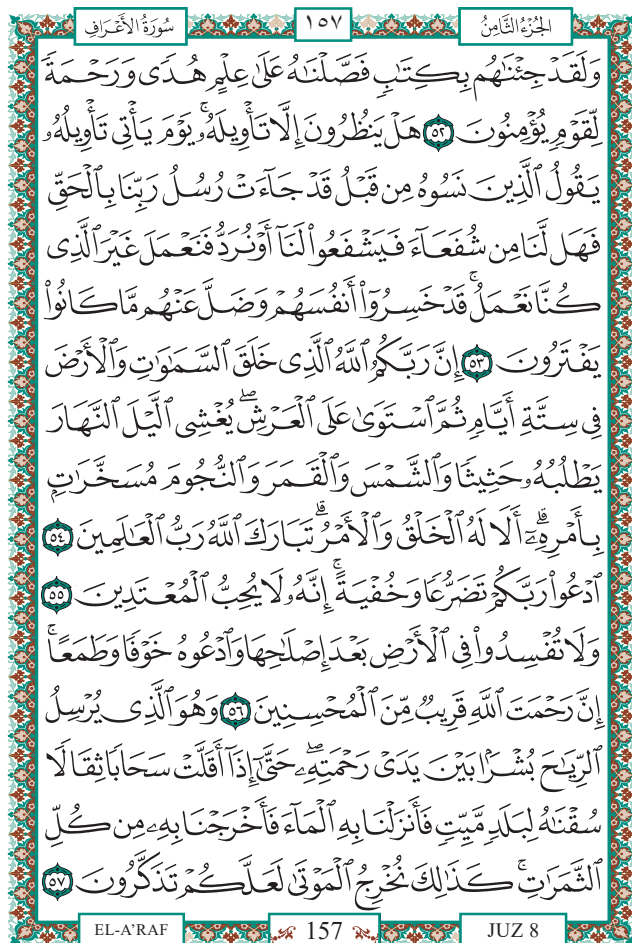 الجُزْءُ الثَّامِنُ
١٥٧
سُورَةُ الأَعْرَافِ
وَلَقَدْ جِئْنَٰهُم بِكِتَٰبٍ فَصَّلْنَٰهُ عَلَىٰ عِلْمٍ هُدًى وَرَحْمَةً
لِّقَوْمٍ يُؤْمِنُونَ ٥٢ هَلْ يَنظُرُونَ إِلَّا تَأْوِيلَهُۥ ۚ يَوْمَ يَأْتِى تَأْوِيلُهُۥ
يَقُولُ ٱلَّذِينَ نَسُوهُ مِن قَبْلُ قَدْ جَآءَتْ رُسُلُ رَبِّنَا بِٱلْحَقِّ
فَهَل لَّنَا مِن شُفَعَآءَ فَيَشْفَعُوا۟ لَنَآ أَوْ نُرَدُّ فَنَعْمَلَ غَيْرَ ٱلَّذِى
كُنَّا نَعْمَلُ ۚ قَدْ خَسِرُوٓا۟ أَنفُسَهُمْ وَضَلَّ عَنْهُم مَّا كَانُوا۟
يَفْتَرُونَ ٥٣ إِنَّ رَبَّكُمُ ٱللَّهُ ٱلَّذِى خَلَقَ ٱلسَّمَٰوَٰتِ وَٱلْأَرْضَ
فِى سِتَّةِ أَيَّامٍ ثُمَّ ٱسْتَوَىٰ عَلَى ٱلْعَرْشِ ۖ يُغْشِى ٱلَّيْلَ ٱلنَّهَارَ
يَطْلُبُهُۥ حَثِيثًا وَٱلشَّمْسَ وَٱلْقَمَرَ وَٱلنُّجُومَ مُسَخَّرَٰتٍۭ
بِأَمْرِهِۦٓ ۗ أَلَا لَهُ ٱلْخَلْقُ وَٱلْأَمْرُ ۗ تَبَارَكَ ٱللَّهُ رَبُّ ٱلْعَٰلَمِينَ ٥٤
ٱدْعُوا۟ رَبَّكُمْ تَضَرُّعًا وَخُفْيَةً ۚ إِنَّهُۥ لَا يُحِبُّ ٱلْمُعْتَدِينَ ٥٥
وَلَا تُفْسِدُوا۟ فِى ٱلْأَرْضِ بَعْدَ إِصْلَٰحِهَا وَٱدْعُوهُ خَوْفًا وَطَمَعًا ۚ
إِنَّ رَحْمَتَ ٱللَّهِ قَرِيبٌ مِّنَ ٱلْمُحْسِنِينَ ٥٦ وَهُوَ ٱلَّذِى يُرْسِلُ
ٱلرِّيَٰحَ بُشْرًۢا بَيْنَ يَدَىْ رَحْمَتِهِۦ ۖ حَتَّىٰٓ إِذَآ أَقَلَّتْ سَحَابًا ثِقَالًا
سُقْنَٰهُ لِبَلَدٍ مَّيِّتٍ فَأَنزَلْنَا بِهِ ٱلْمَآءَ فَأَخْرَجْنَا بِهِۦ مِن كُلِّ
ٱلثَّمَرَٰتِ ۚ كَذَٰلِكَ نُخْرِجُ ٱلْمَوْتَىٰ لَعَلَّكُمْ تَذَكَّرُونَ ٥٧
EL-A'RAF
157
JUZ 8